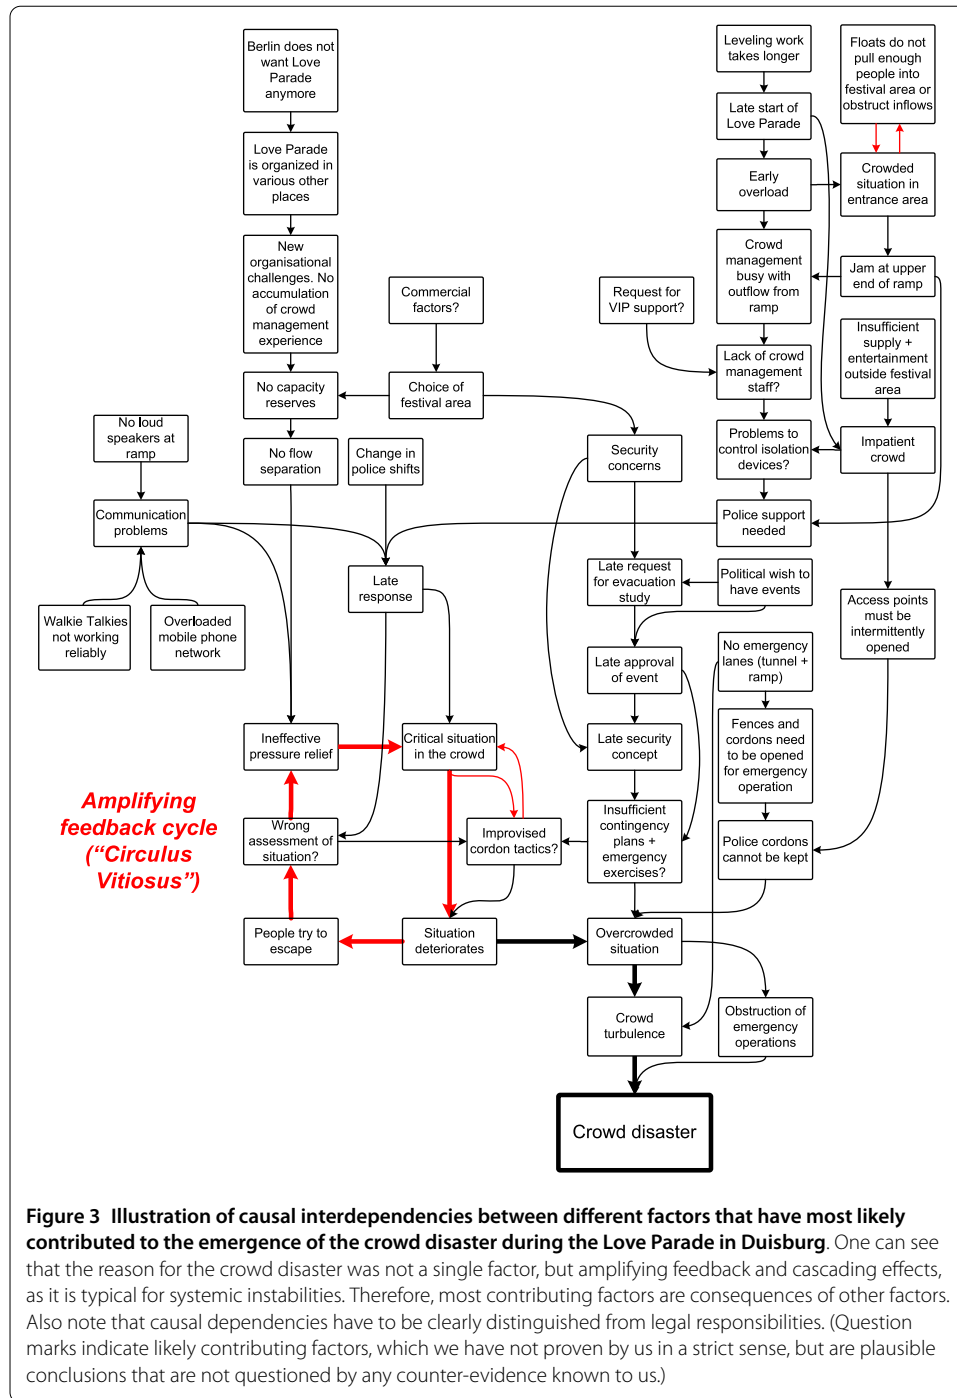 Berlin does not
want Love
Parade
anymore
Leveling work
takes longer
Floats do not
pull enough
people into
festival area or
obstruct inflows
Late start of
Love Parade
Love Parade
is organized in
various other
places
Early
overload
Crowded
situation in
entrance area
New
organisational
challenges. No
accumulation
of crowd
management
experience
Crowd
management
busy with
outflow from
ramp
Jam at upper
end of ramp
Commercial
factors?
Request for
VIP support?
Insufficient
supply +
entertainment
outside festival
area
No capacity
reserves
Choice of
festival area
Lack of crowd
management
staff?
No loud
speakers at
ramp
No flow
separation
Change in
police shifts
Security
concerns
Problems to
control isolation
devices?
Impatient
crowd
Communication
problems
Police support
needed
Late
response
Late request
for evacuation
study
Political wish to
have events
Walkie Talkies
not working
reliably
Overloaded
mobile phone
network
Access points
must be
intermittently
opened
Late approval
of event
No emergency
lanes (tunnel +
ramp)
Ineffective
pressure relief
Critical situation
in the crowd
Late security
concept
Fences and
cordons need
to be opened
for emergency
operation
Amplifying
feedback cycle
(“Circulus
Vitiosus”)
Wrong
assessment of
situation?
Improvised
cordon tactics?
Insufficient
contingency
plans +
emergency
exercises?
Police cordons
cannot be kept
People try to
escape
Situation
deteriorates
Overcrowded
situation
Crowd
turbulence
Obstruction of
emergency
operations
Crowd disaster
Figure 3 Illustration of causal interdependencies between different factors that have most likely
contributed to the emergence of the crowd disaster during the Love Parade in Duisburg. One can see
that the reason for the crowd disaster was not a single factor, but amplifying feedback and cascading effects,
as it is typical for systemic instabilities. Therefore, most contributing factors are consequences of other factors.
Also note that causal dependencies have to be clearly distinguished from legal responsibilities. (Question
marks indicate likely contributing factors, which we have not proven by us in a strict sense, but are plausible
conclusions that are not questioned by any counter-evidence known to us.)